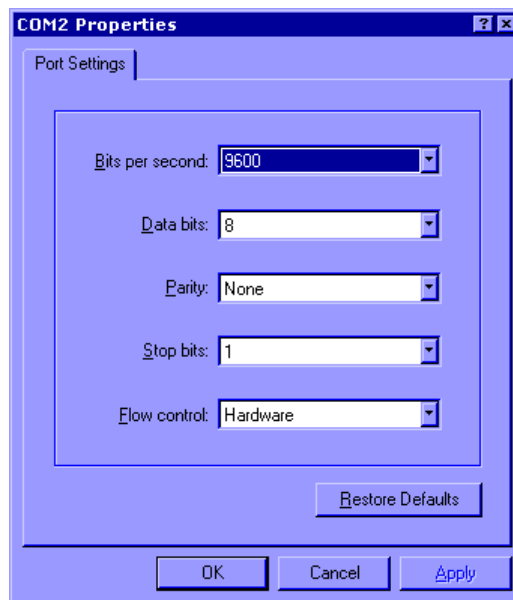 COM2 Properties
Port Settings
Bits per second: 9600
Data bits: 8
Parity: None
Stop bits: 1
Flow control: Hardware
Restore Defaults
OK Cancel Apply